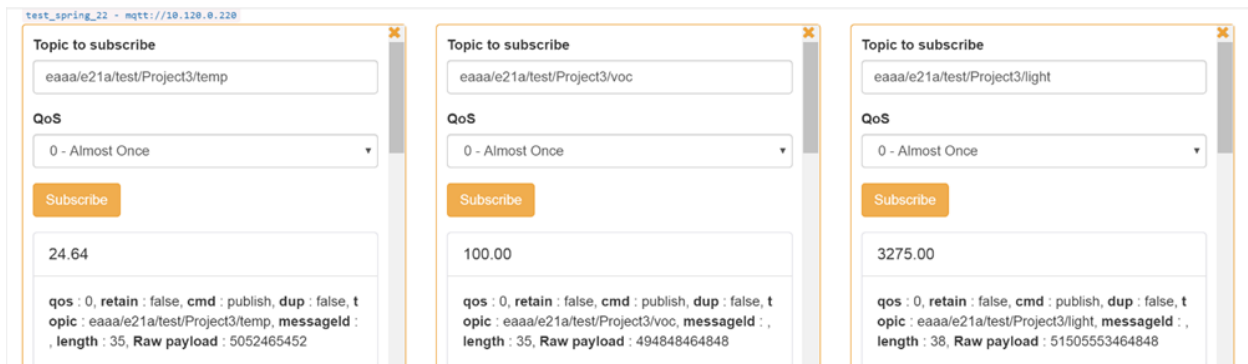 test_spring_22 - mqtt://10.120.0.220
Topic to subscribe
eaaa/e21a/test/Project3/temp
QoS
0 - Almost Once
Subscribe
24.64
qos : 0, retain : false, cmd : publish, dup : false, t
opic : eaaa/e21a/test/Project3/temp, messageId :
, length : 35, Raw payload : 5052465452
Topic to subscribe
eaaa/e21a/test/Project3/voc
QoS
0 - Almost Once
Subscribe
100.00
qos : 0, retain : false, cmd : publish, dup : false, t
opic : eaaa/e21a/test/Project3/voc, messageId : ,
length : 35, Raw payload : 494848464848
Topic to subscribe
eaaa/e21a/test/Project3/light
QoS
0 - Almost Once
Subscribe
3275.00
qos : 0, retain : false, cmd : publish, dup : false, t
opic : eaaa/e21a/test/Project3/light, messageId : ,
length : 38, Raw payload : 51505553464848